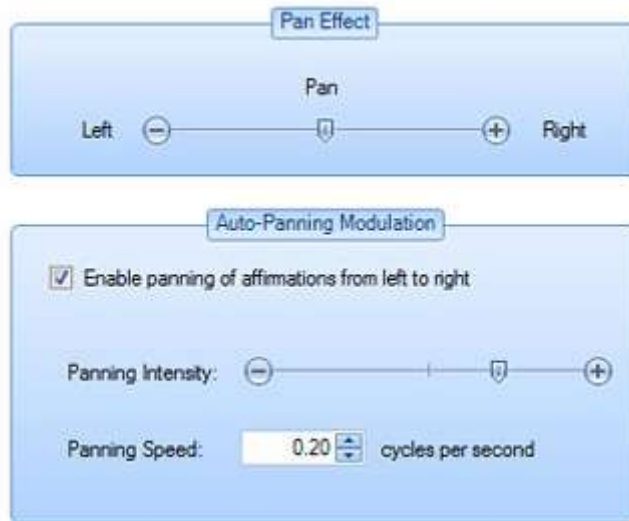 Pan Effect
Pan
Left Right
Auto-Panning Modulation
Enable panning of affirmations from left to right
Panning Intensity:
Panning Speed: 0.20 cycles per second